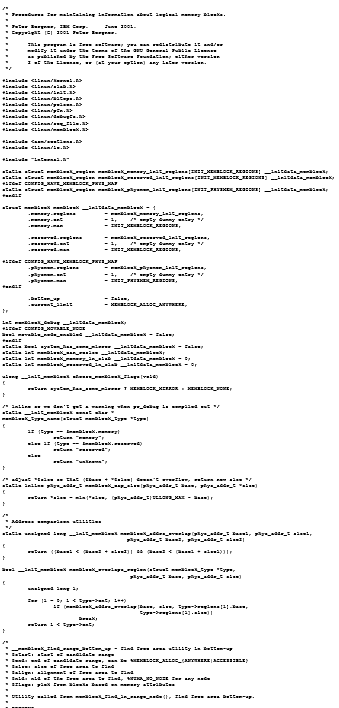 /*
 * Procedures for maintaining information about logical memory blocks.
 *
 * Peter Bergner, IBM Corp.	June 2001.
 * Copyright (C) 2001 Peter Bergner.
 *
 *      This program is free software; you can redistribute it and/or
 *      modify it under the terms of the GNU General Public License
 *      as published by the Free Software Foundation; either version
 *      2 of the License, or (at your option) any later version.
 */

#include <linux/kernel.h>
#include <linux/slab.h>
#include <linux/init.h>
#include <linux/bitops.h>
#include <linux/poison.h>
#include <linux/pfn.h>
#include <linux/debugfs.h>
#include <linux/seq_file.h>
#include <linux/memblock.h>

#include <asm/sections.h>
#include <linux/io.h>

#include "internal.h"

static struct memblock_region memblock_memory_init_regions[INIT_MEMBLOCK_REGIONS] __initdata_memblock;
static struct memblock_region memblock_reserved_init_regions[INIT_MEMBLOCK_REGIONS] __initdata_memblock;
#ifdef CONFIG_HAVE_MEMBLOCK_PHYS_MAP
static struct memblock_region memblock_physmem_init_regions[INIT_PHYSMEM_REGIONS] __initdata_memblock;
#endif

struct memblock memblock __initdata_memblock = {
	.memory.regions		= memblock_memory_init_regions,
	.memory.cnt		= 1,	/* empty dummy entry */
	.memory.max		= INIT_MEMBLOCK_REGIONS,

	.reserved.regions	= memblock_reserved_init_regions,
	.reserved.cnt		= 1,	/* empty dummy entry */
	.reserved.max		= INIT_MEMBLOCK_REGIONS,

#ifdef CONFIG_HAVE_MEMBLOCK_PHYS_MAP
	.physmem.regions	= memblock_physmem_init_regions,
	.physmem.cnt		= 1,	/* empty dummy entry */
	.physmem.max		= INIT_PHYSMEM_REGIONS,
#endif

	.bottom_up		= false,
	.current_limit		= MEMBLOCK_ALLOC_ANYWHERE,
};

int memblock_debug __initdata_memblock;
#ifdef CONFIG_MOVABLE_NODE
bool movable_node_enabled __initdata_memblock = false;
#endif
static bool system_has_some_mirror __initdata_memblock = false;
static int memblock_can_resize __initdata_memblock;
static int memblock_memory_in_slab __initdata_memblock = 0;
static int memblock_reserved_in_slab __initdata_memblock = 0;

ulong __init_memblock choose_memblock_flags(void)
{
	return system_has_some_mirror ? MEMBLOCK_MIRROR : MEMBLOCK_NONE;
}

/* inline so we don't get a warning when pr_debug is compiled out */
static __init_memblock const char *
memblock_type_name(struct memblock_type *type)
{
	if (type == &memblock.memory)
		return "memory";
	else if (type == &memblock.reserved)
		return "reserved";
	else
		return "unknown";
}

/* adjust *@size so that (@base + *@size) doesn't overflow, return new size */
static inline phys_addr_t memblock_cap_size(phys_addr_t base, phys_addr_t *size)
{
	return *size = min(*size, (phys_addr_t)ULLONG_MAX - base);
}

/*
 * Address comparison utilities
 */
static unsigned long __init_memblock memblock_addrs_overlap(phys_addr_t base1, phys_addr_t size1,
				       phys_addr_t base2, phys_addr_t size2)
{
	return ((base1 < (base2 + size2)) && (base2 < (base1 + size1)));
}

bool __init_memblock memblock_overlaps_region(struct memblock_type *type,
					phys_addr_t base, phys_addr_t size)
{
	unsigned long i;

	for (i = 0; i < type->cnt; i++)
		if (memblock_addrs_overlap(base, size, type->regions[i].base,
					   type->regions[i].size))
			break;
	return i < type->cnt;
}

/*
 * __memblock_find_range_bottom_up - find free area utility in bottom-up
 * @start: start of candidate range
 * @end: end of candidate range, can be %MEMBLOCK_ALLOC_{ANYWHERE|ACCESSIBLE}
 * @size: size of free area to find
 * @align: alignment of free area to find
 * @nid: nid of the free area to find, %NUMA_NO_NODE for any node
 * @flags: pick from blocks based on memory attributes
 *
 * Utility called from memblock_find_in_range_node(), find free area bottom-up.
 *